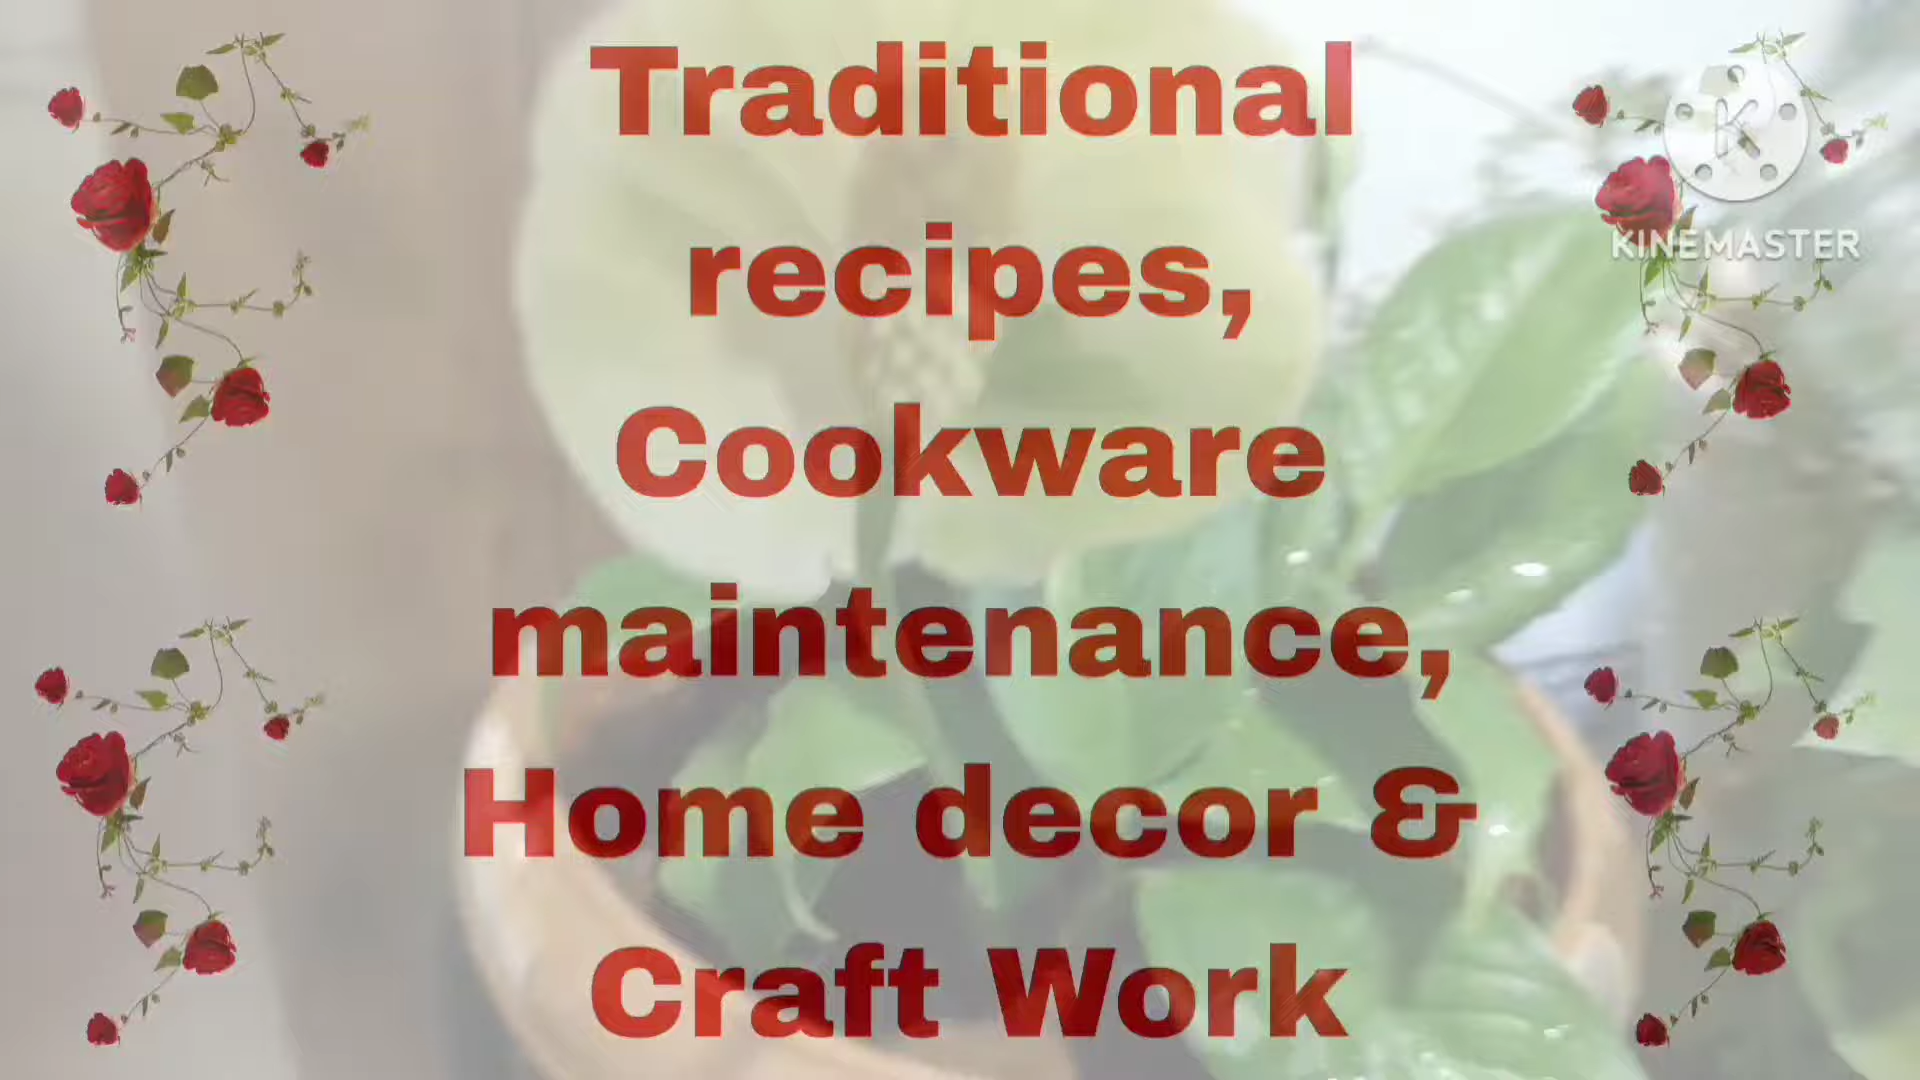 Traditional
recipes,
Cookware
maintenance,
Home decor &
Craft Work
K
KINEMASTER